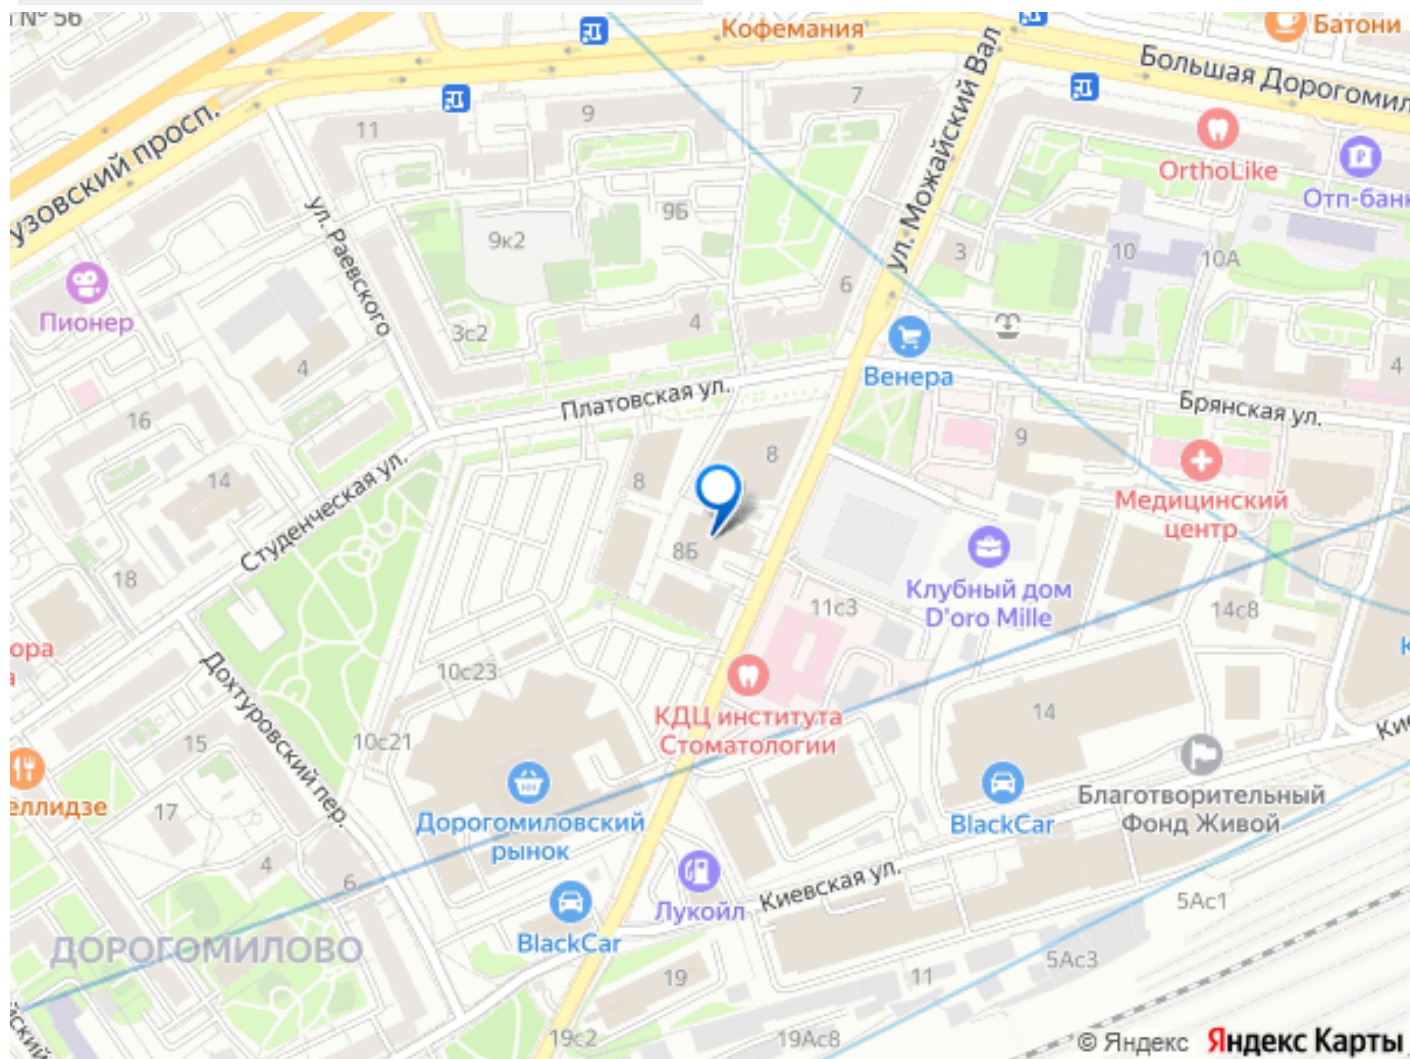 № 56
Кофемания
Батони
Большая Дорогомил
7
9
11
ул. Можайский Вал
OrthoLike
Отп-банк
узовский просп.
ул. Раевского
9Б
9к2
3
10
10А
Пионер
6
3с2
4
4
Венера
4
Платовская ул.
Брянская ул.
16
8
9
14
8
Студенческая ул.
Медицинский
центр
8Б
18
Клубный дом
D'oro Mille
11с3
14с8
ора
а
10с23
Дохтуровский пер.
КДЦ института
Стоматологии
14
Ки
10с21
15
еллидзе
17
Дорогомиловский
рынок
BlackCar
Благотворительный
Фонд Живой
4
6
Лукойл
Киевская ул.
5Ас1
BlackCar
ДОРОГОМИЛОВО
5Ас3
19
11
19с2
19Ас8
© Яндекс Яндекс Карты